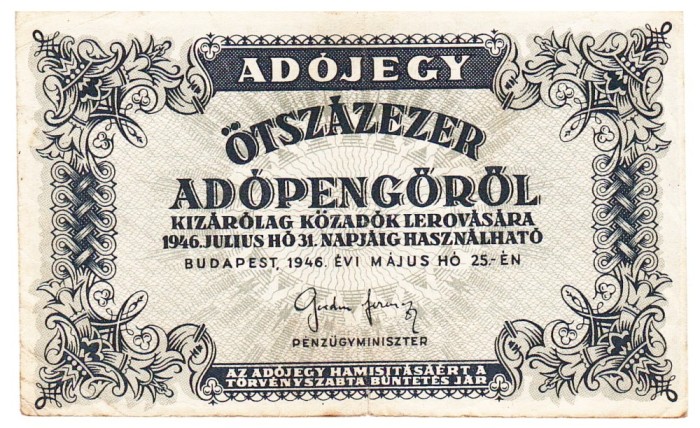 ADÓJEGY
ÖTSZÁZEZER
ADÓPENGŐRŐL
KIZÁRÓLAG KÖZADÓK LEROVÁSÁRA
1946. JULIUS HÓ 31. NAPJÁIG HASZNÁLHATÓ
BUDAPEST, 1946. ÉVI MÁJUS HÓ 25.-ÉN
PÉNZÜGYMINISZTER
AZ ADÓJEGY HAMISITÁSÁÉRT A
TÖRVÉNYSZABTA BÜNTETÉS JÁR